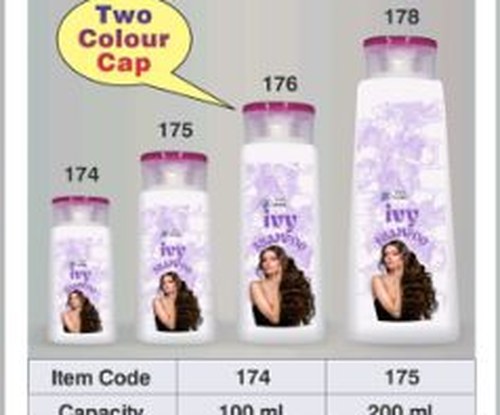 Two
Colour
Cap
178
176
175
174
ivy
SHAMPOO
ivy
SHAMPOO
ivy
SHAMPOO
ivy
SHAMPOO
Item Code 174 175
Capacity 100 ml 200 ml